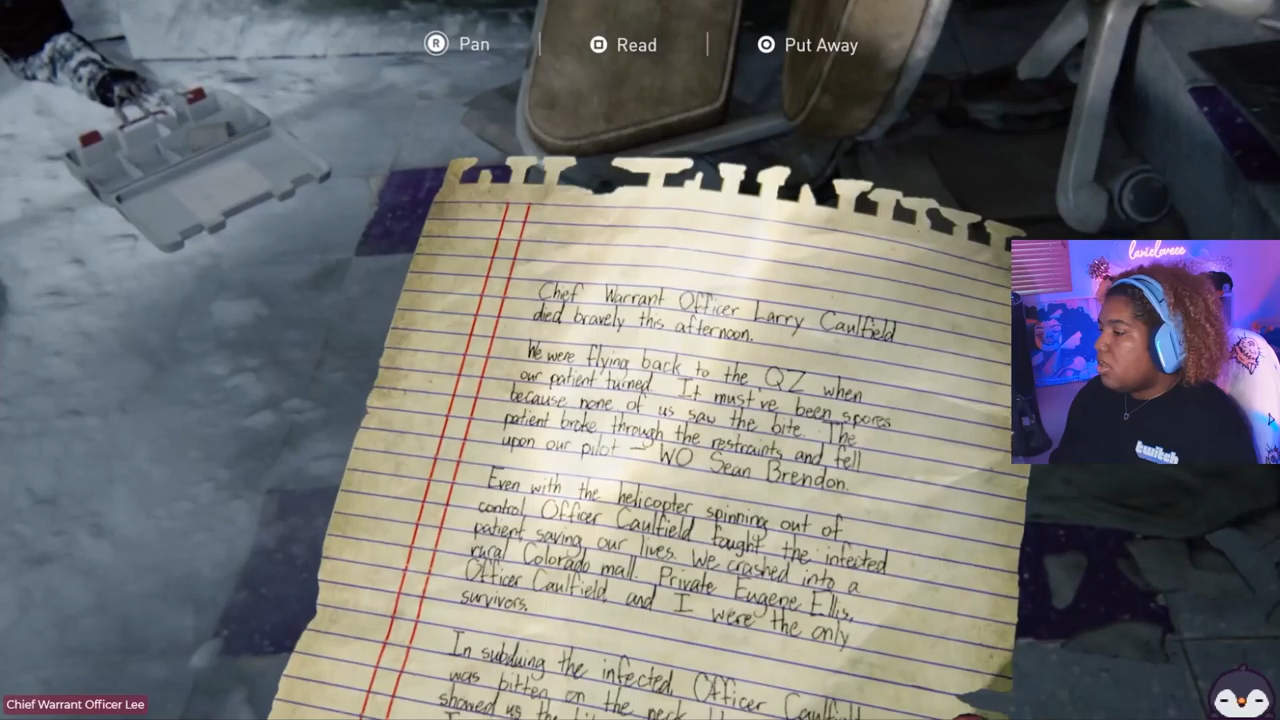 Pan
Read
Put Away
Chef Warrant Officer Larry Caulfield
died bravely this afternoon.
We were flying back to the QZ when
our patient turned. It must've been spores
because none of us saw the bite. The
patient broke through the restraints and fell
upon our pilot - WO Sean Brendon.
Even with the helicopter spinning out of
control, Officer Caulfield fought the infected
patient saving our lives. We crashed into a
rural Colorado mall. Private Eugene Ellis,
Officer Caulfield, and I were the only
survivors.
In subduing the infected, Officer Caulfield
was bitten on the neck.
showed us the
laviclovece
twitch
Chief Warrant Officer Lee